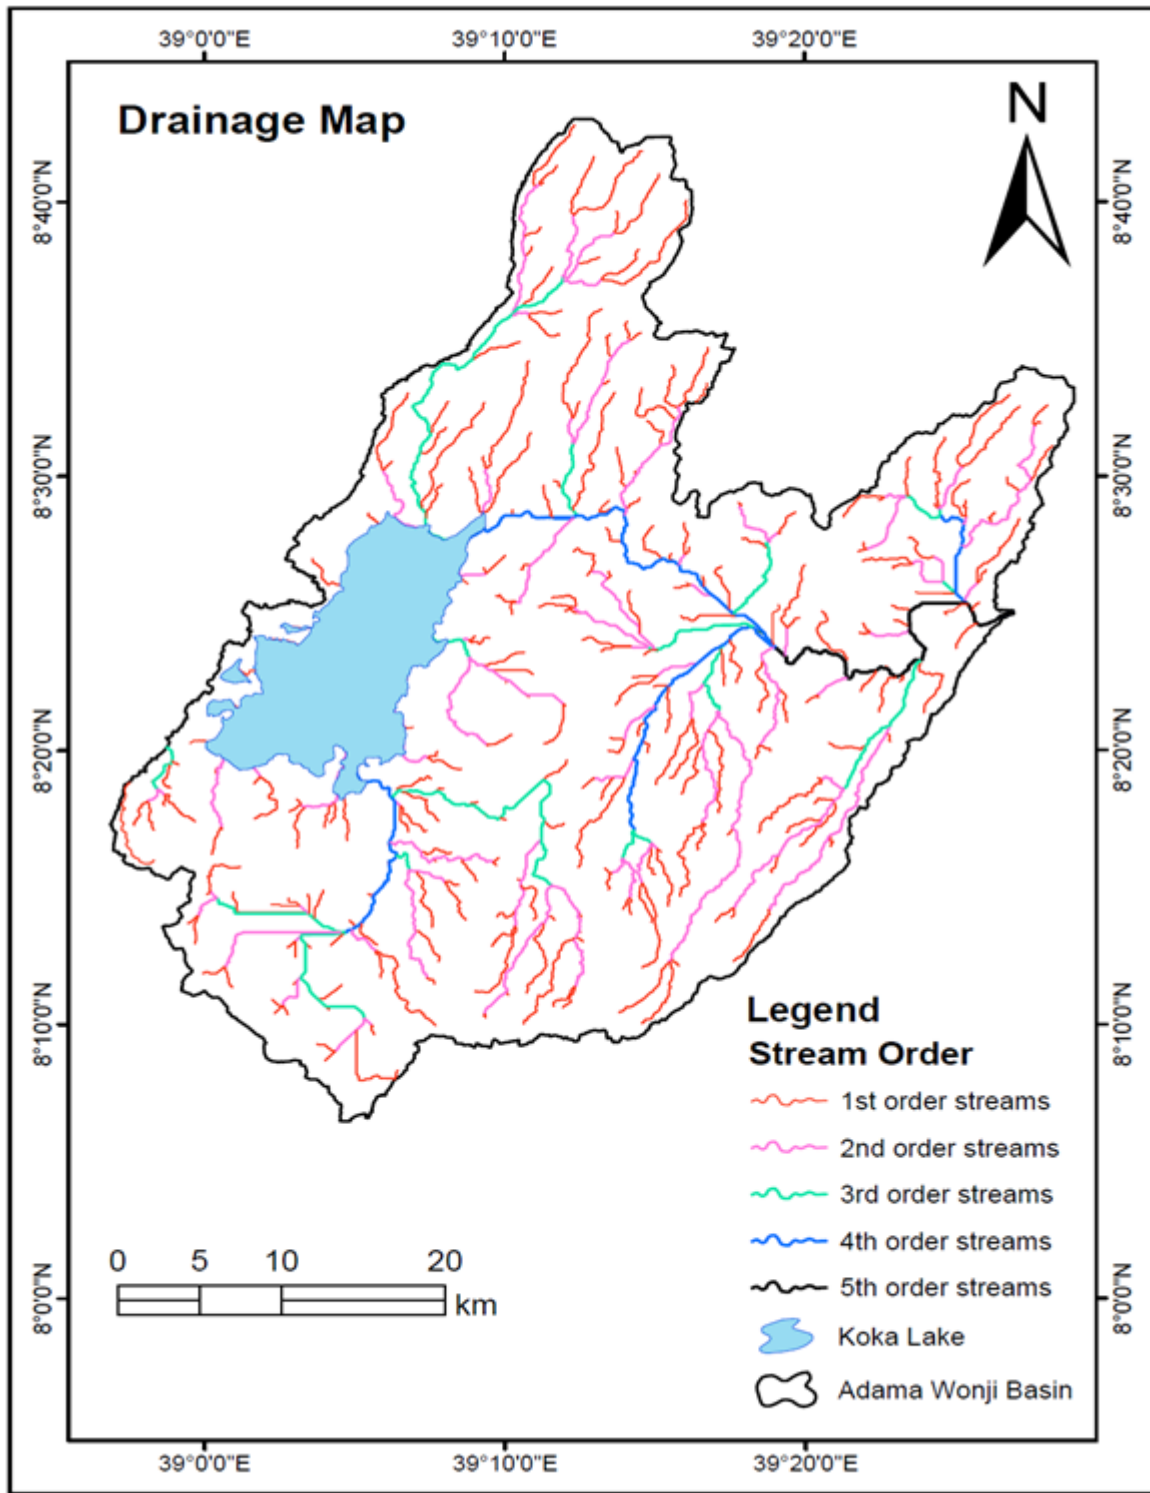 39°0'0"E 39°10'0"E 39°20'0"E
Drainage Map
N
8°40'0"N 8°40'0"N
8°30'0"N 8°30'0"N
8°20'0"N 8°20'0"N
8°10'0"N 8°10'0"N
Legend
Stream Order
1st order streams
2nd order streams
3rd order streams
4th order streams
5th order streams
Koka Lake
Adama Wonji Basin
0 5 10 20
km
8°0'0"N 8°0'0"N
39°0'0"E 39°10'0"E 39°20'0"E